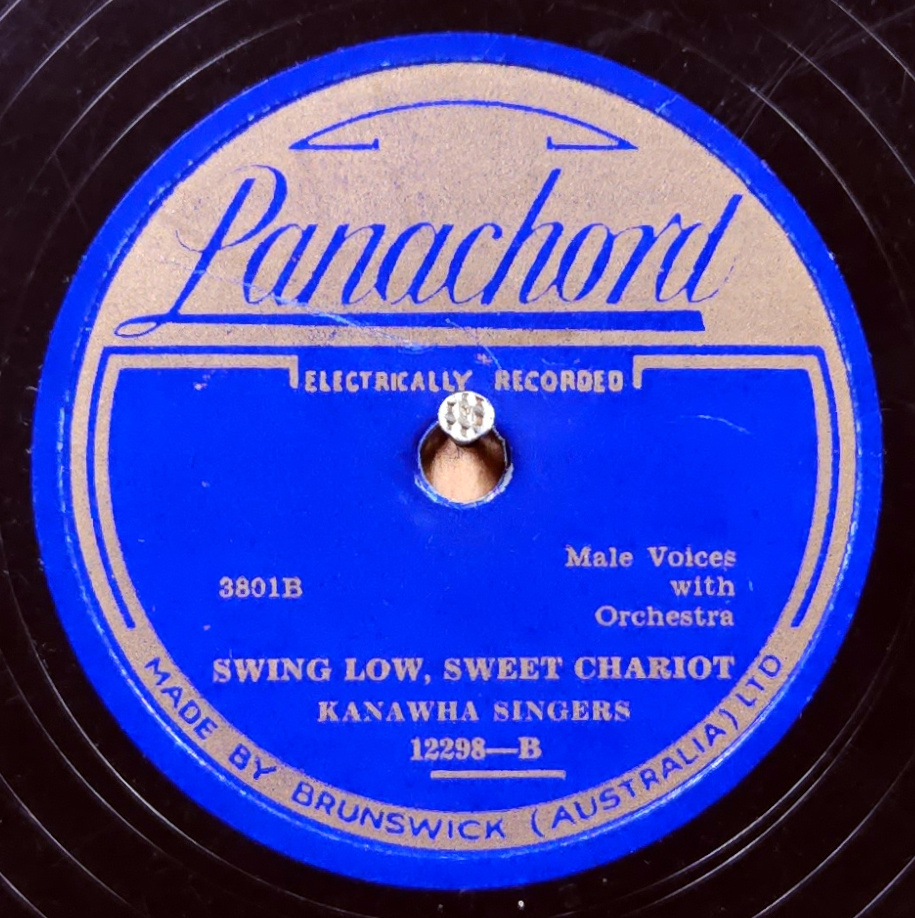 Panachord
ELECTRICALLY RECORDED
Male Voices
with
Orchestra
3801B
SWING LOW, SWEET CHARIOT
KANAWHA SINGERS
12298—B
MADE BY BRUNSWICK (AUSTRALIA) LTD